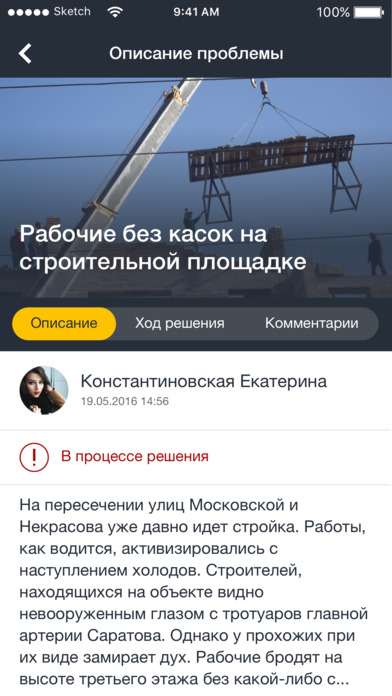 Sketch 9:41 AM 100%
Описание проблемы
Рабочие без касок на
строительной площадке
Описание Ход решения Комментарии
Константиновская Екатерина
19.05.2016 14:56
В процессе решения
На пересечении улиц Московской и
Некрасова уже давно идет стройка. Работы,
как водится, активизировались с
наступлением холодов. Строителей,
находящихся на объекте видно
невооруженным глазом с тротуаров главной
артерии Саратова. Однако у прохожих при
их виде замирает дух. Рабочие бродят на
высоте третьего этажа без какой-либо с...